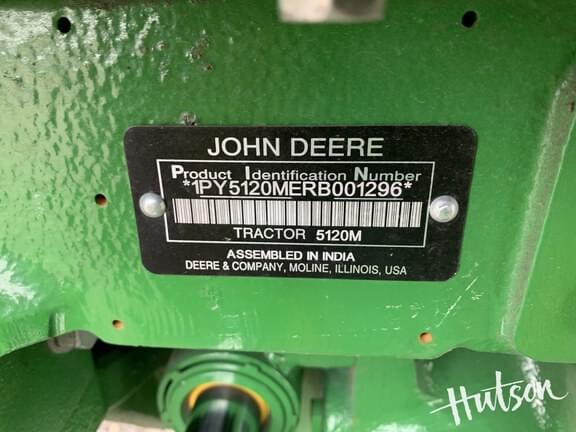 JOHN DEERE
Product Identification Number
*1PY5120MERB001296*
TRACTOR 5120M
ASSEMBLED IN INDIA
DEERE & COMPANY, MOLINE, ILLINOIS, USA
Hutson